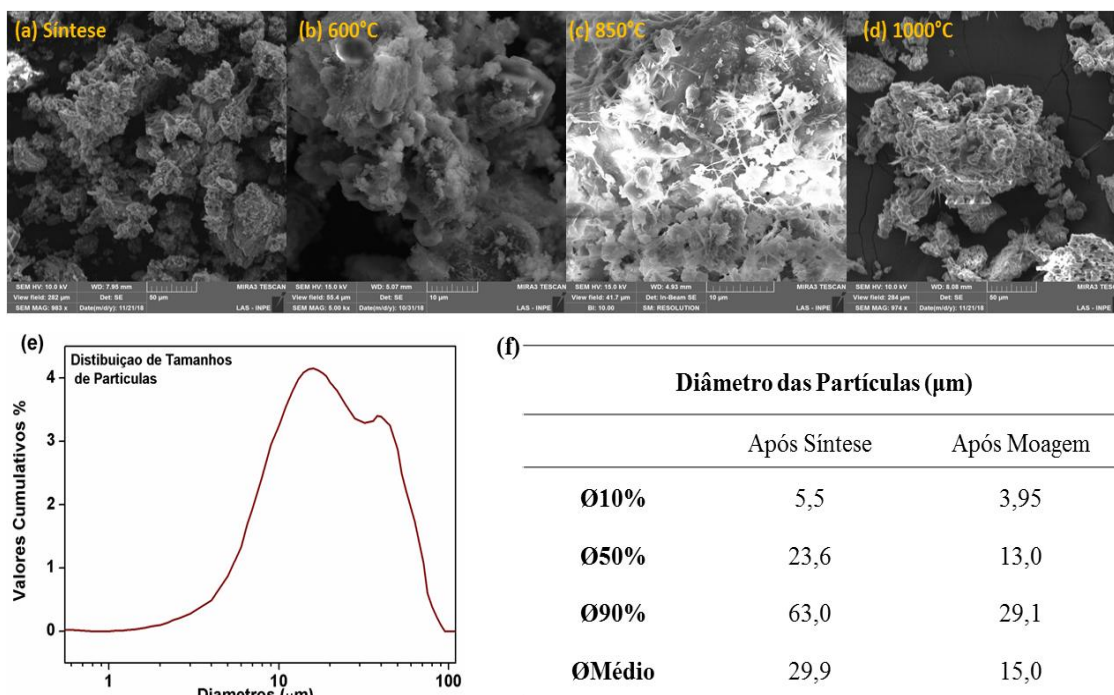 (a) Síntese
(b) 600°C
(c) 850°C
(d) 1000°C
SEM HV: 10.0 kV WD: 7.95 mm MIRA3 TESCAN
View field: 282 µm Det: SE 50 µm
SEM MAG: 983 x Date(m/d/y): 11/21/18 LAS - INPE
SEM HV: 15.0 kV WD: 5.07 mm MIRA3 TESCAN
View field: 55.4 µm Det: SE 10 µm
SEM MAG: 5.00 kx Date(m/d/y): 10/31/18 LAS - INPE
SEM HV: 15.0 kV WD: 4.93 mm MIRA3 TESCAN
View field: 41.7 µm Det: In-Beam SE 10 µm
BI: 10.00 SM: RESOLUTION LAS - INPE
SEM HV: 10.0 kV WD: 8.08 mm MIRA3 TESCAN
View field: 284 µm Det: SE 50 µm
SEM MAG: 974 x Date(m/d/y): 11/21/18 LAS - INPE
(e)
Distibuiçao de Tamanhos
de Particulas
Valores Cumulativos %
4
3
2
1
0
1 10 100
Diametros (µm)
(f)
Diâmetro das Partículas (µm)
Após Síntese Após Moagem
Ø10% 5,5 3,95
Ø50% 23,6 13,0
Ø90% 63,0 29,1
ØMédio 29,9 15,0